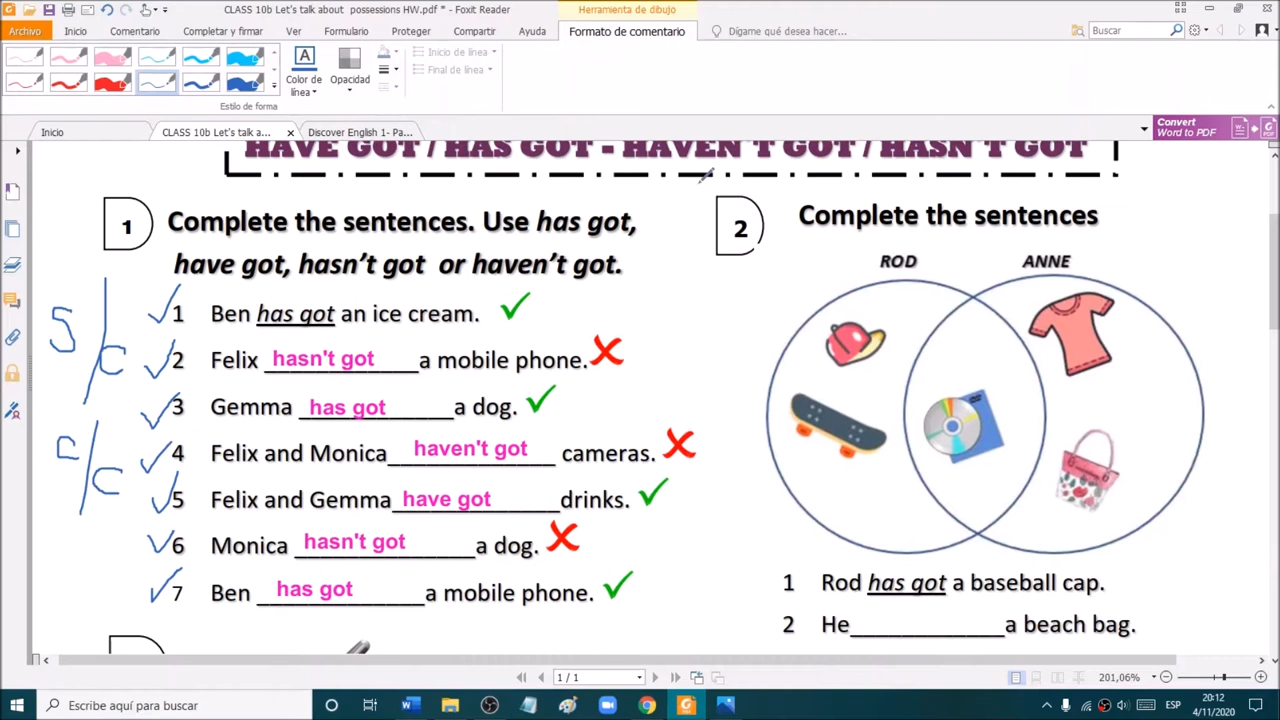 CLASS 10b Let's talk about possessions HW.pdf * - Foxit Reader
Herramienta de dibujo
Archivo Inicio Comentario Completar y firmar Ver Formulario Proteger Compartir Ayuda Formato de comentario Dígame qué desea hacer... Buscar
Color de línea
Opacidad
Inicio de línea
Final de línea
Estilo de forma
Inicio
CLASS 10b Let's talk a...
Discover English 1- Pa...
Convert
Word to PDF
HAVE GOT / HAS GOT - HAVEN´T GOT / HASN´T GOT
1 Complete the sentences. Use has got,
have got, hasn't got or haven't got.
S/C
C/C
1 Ben has got an ice cream.
2 Felix hasn't got a mobile phone.
3 Gemma has got a dog.
4 Felix and Monica haven't got cameras.
5 Felix and Gemma have got drinks.
6 Monica hasn't got a dog.
7 Ben has got a mobile phone.
2 Complete the sentences
ROD ANNE
1 Rod has got a baseball cap.
2 He____________a beach bag.
1 / 1
201,06%
Escribe aquí para buscar
ESP
20:12
4/11/2020